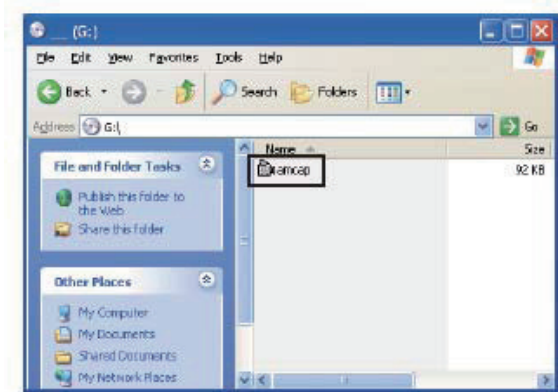 __ (G:)
File Edit View Favorites Tools Help
Back Search Folders
Address G:\ Go
Name Size
amcap 92 KB
File and Folder Tasks
Publish this folder to
the Web
Share this folder
Other Places
My Computer
My Documents
Shared Documents
My Network Places